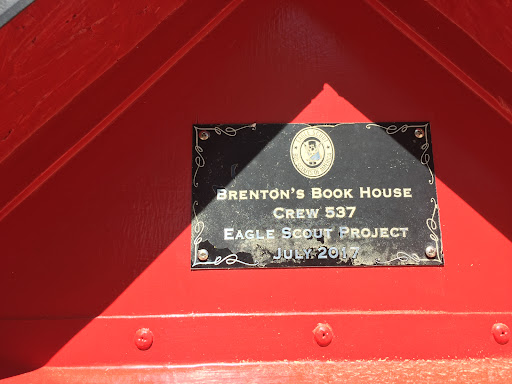 BRENTON'S BOOK HOUSE
CREW 537
EAGLE SCOUT PROJECT
JULY 2017